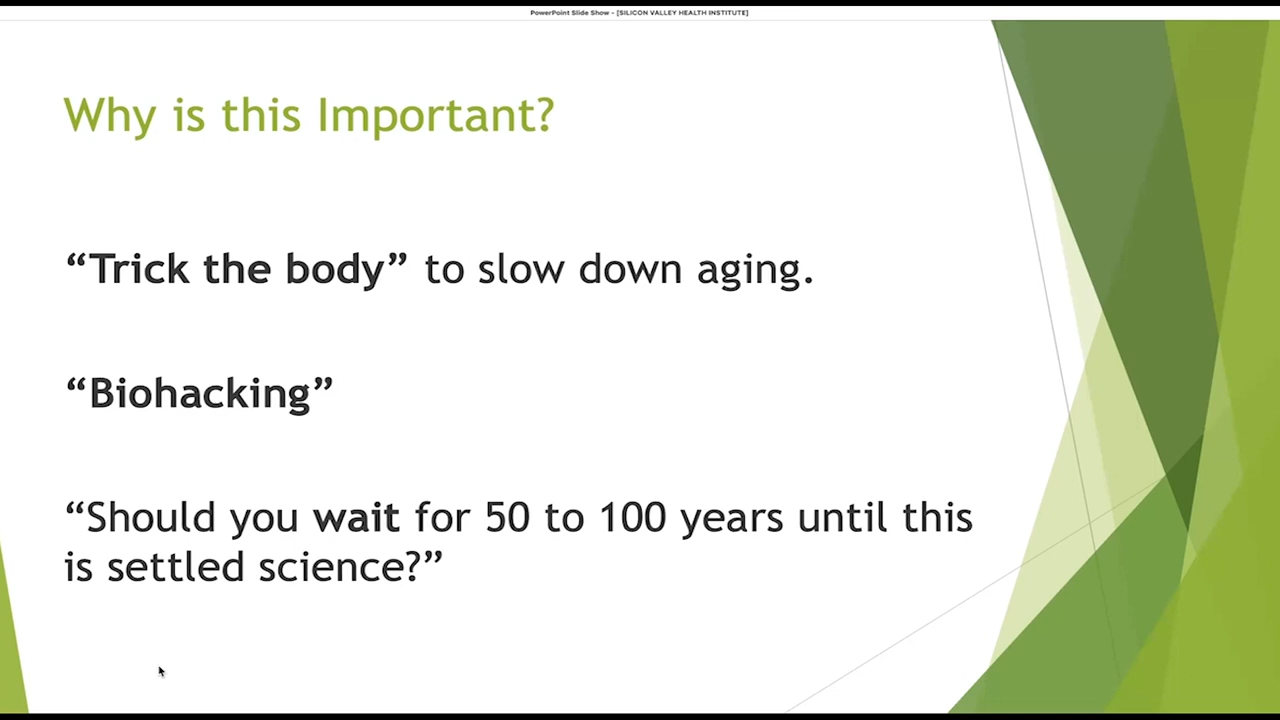 PowerPoint Slide Show - [SILICON VALLEY HEALTH INSTITUTE]
Why is this Important?
“Trick the body” to slow down aging.
“Biohacking”
“Should you wait for 50 to 100 years until this
is settled science?”